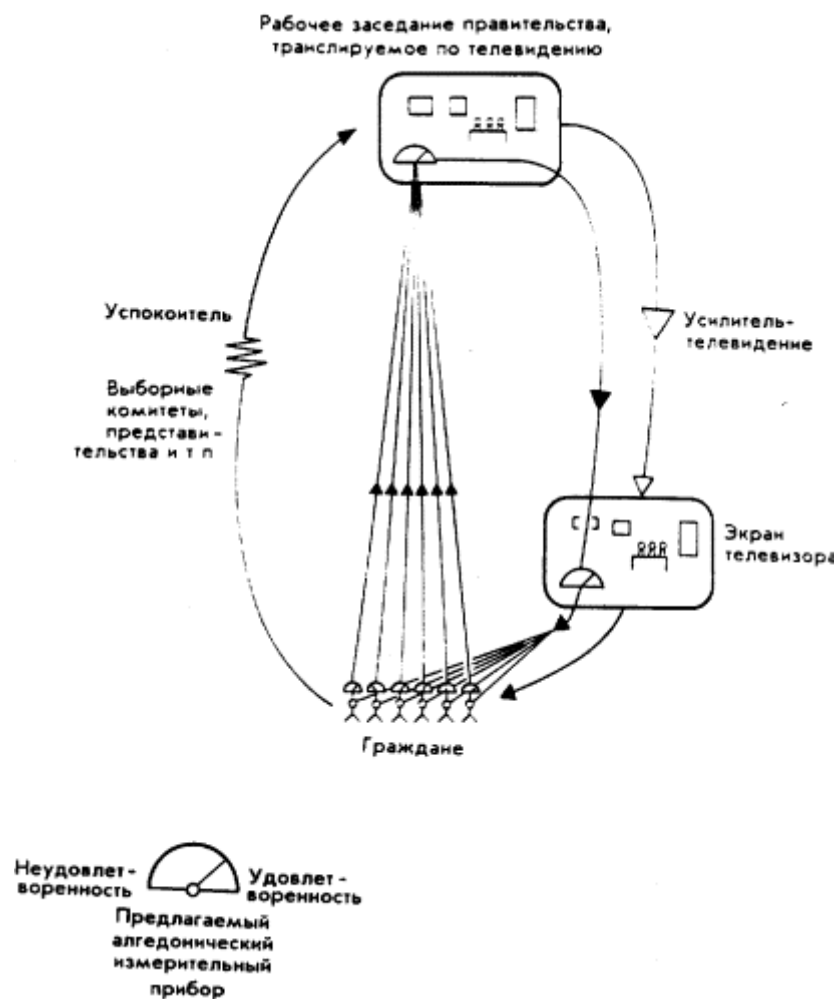 Рабочее заседание правительства,
транслируемое по телевидению
Успокоитель
Выборные
комитеты,
представи-
тельства и т п
Усилитель-
телевидение
Экран
телевизора
Граждане
Неудовлет-
воренность
Удовлет-
воренность
Предлагаемый
алгедонический
измерительный
прибор